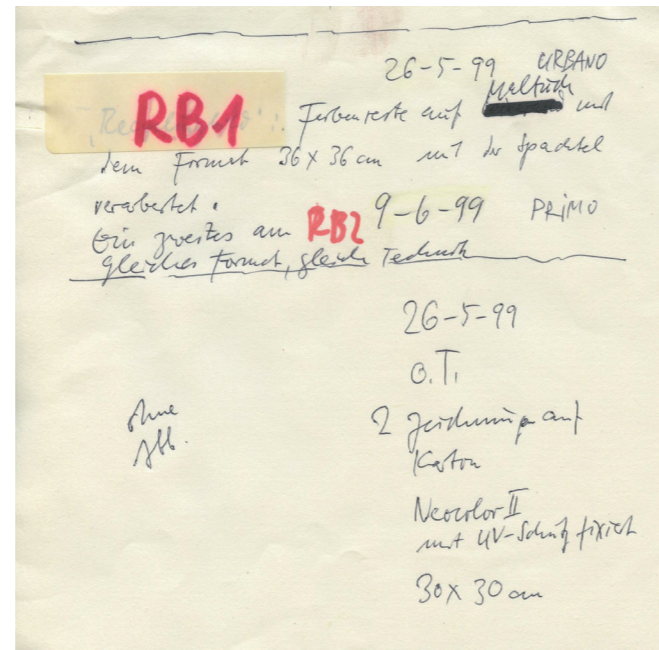 26-5-99 URBANO
Maltuch
RB1 : Farbenreste auf und
dem Format 36 x 36 cm mit der Spachtel
verarbeitet.
Ein zweites am RB2 9-6-99 PRIMO
gleiches Format, gleiche Technik
26-5-99
O.T.
ohne
Abb.
2 Zeichnungen auf
Karton
Neocolor II
mit UV-Schutz fixiert
30 x 30 cm